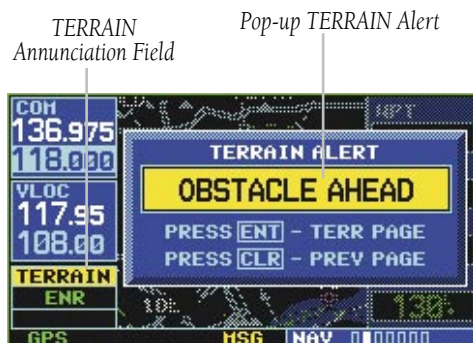 TERRAIN
Annunciation Field
Pop-up TERRAIN Alert
COM
136.975
118.000
VLOC
117.95
108.00
TERRAIN
ENR
GPS
WPT
TERRAIN ALERT
OBSTACLE AHEAD
PRESS ENT - TERR PAGE
PRESS CLR - PREV PAGE
130
MSG
NAV